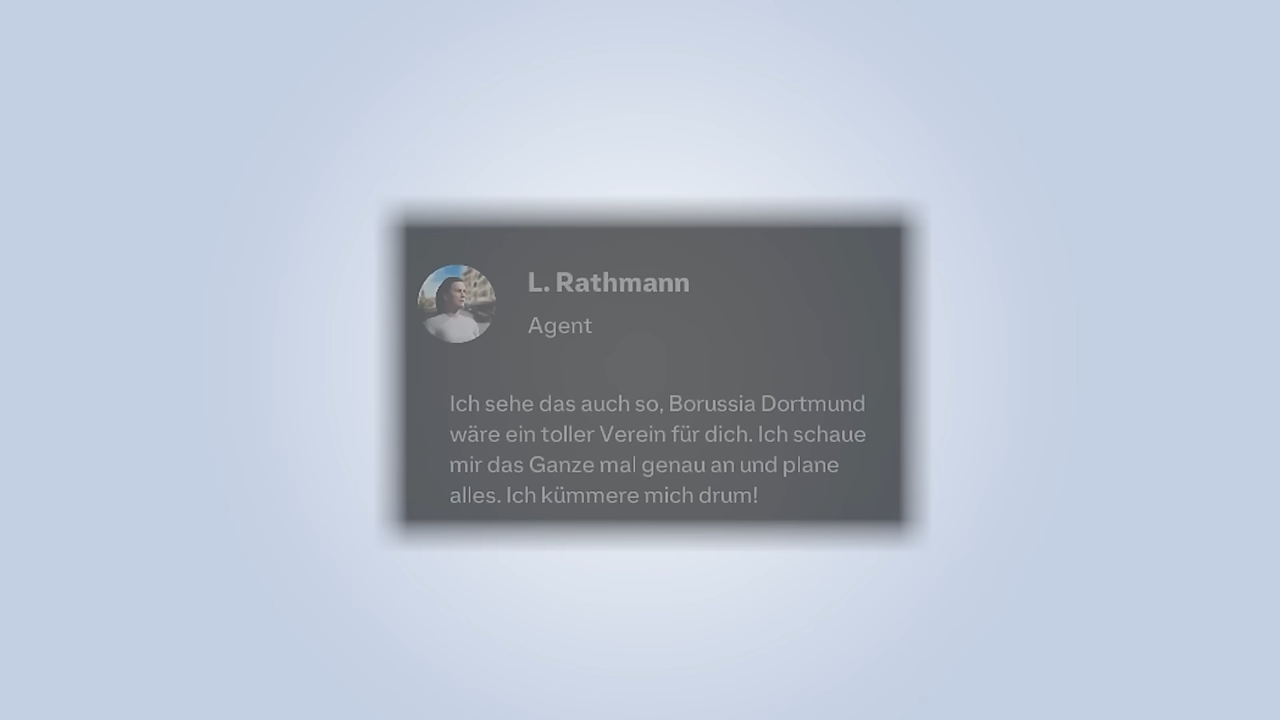 L. Rathmann
Agent
Ich sehe das auch so, Borussia Dortmund
wäre ein toller Verein für dich. Ich schaue
mir das Ganze mal genau an und plane
alles. Ich kümmere mich drum!